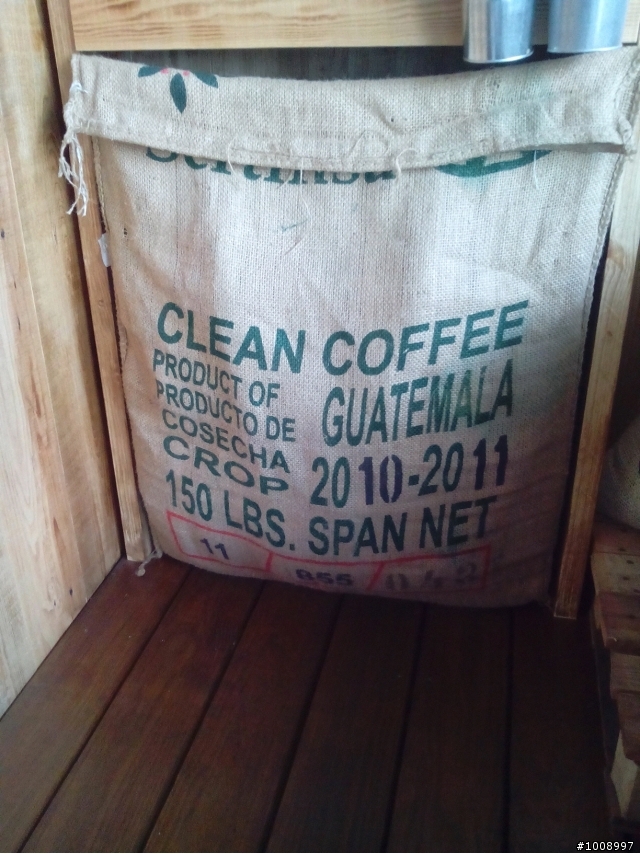 CLEAN COFFEE
PRODUCT OF
PRODUCTO DE
GUATEMALA
COSECHA
CROP 2010-2011
150 LBS. SPAN NET
11 855
#1008997